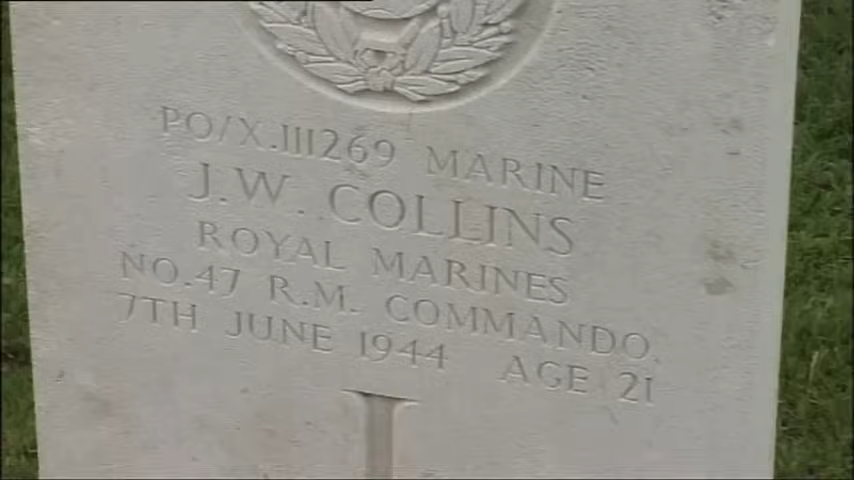 PO/X.111269 MARINE
J.W. COLLINS
ROYAL MARINES
NO.47 R.M. COMMANDO.
7TH JUNE 1944 AGE 21